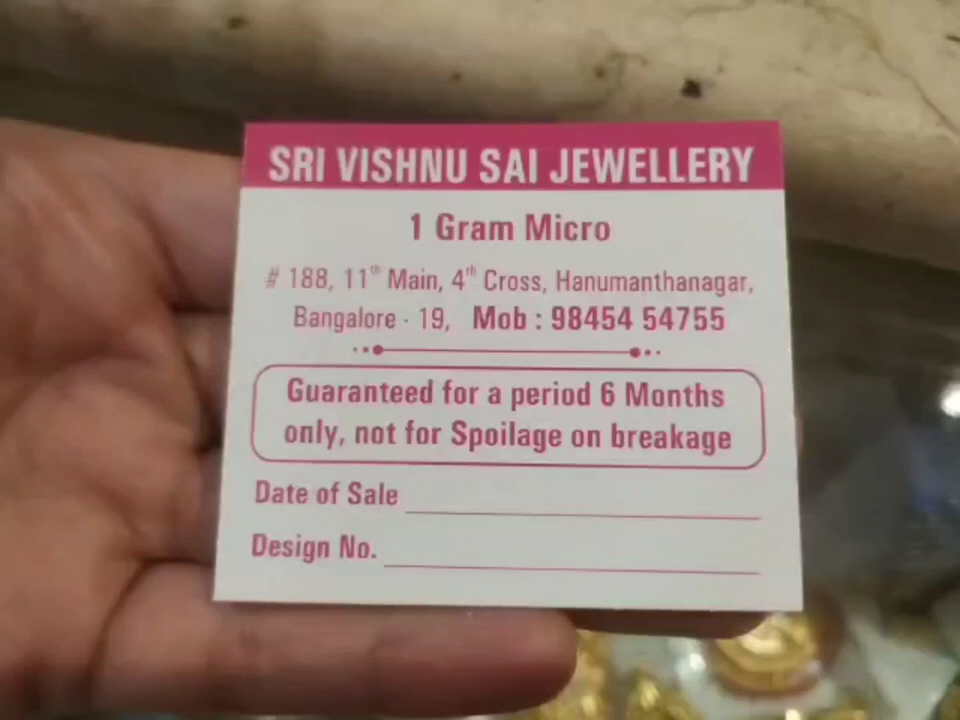 SRI VISHNU SAI JEWELLERY
1 Gram Micro
# 188, 11th Main, 4th Cross, Hanumanthanagar,
Bangalore - 19, Mob : 98454 54755
Guaranteed for a period 6 Months
only, not for Spoilage on breakage
Date of Sale
Design No.